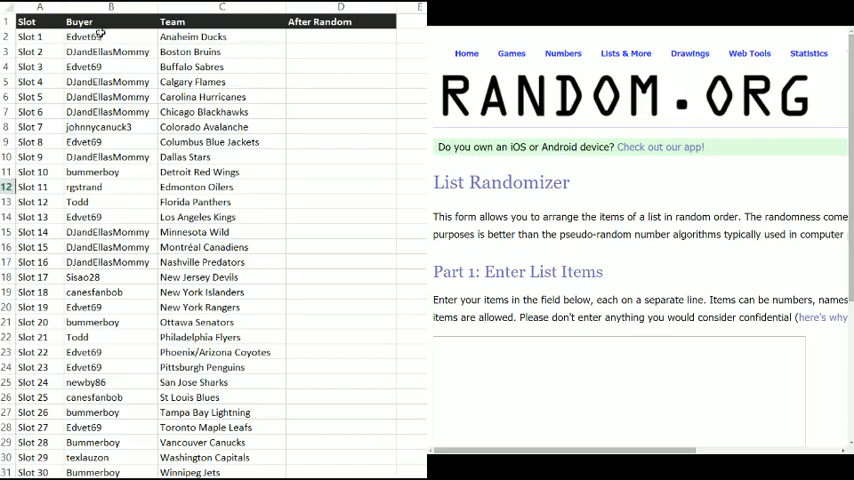 A B C D E
1 Slot Buyer Team After Random
2 Slot 1 Edvet69 Anaheim Ducks
3 Slot 2 DJandEllasMommy Boston Bruins
4 Slot 3 Edvet69 Buffalo Sabres
5 Slot 4 DJandEllasMommy Calgary Flames
6 Slot 5 DJandEllasMommy Carolina Hurricanes
7 Slot 6 DJandEllasMommy Chicago Blackhawks
8 Slot 7 johnnycanuck3 Colorado Avalanche
9 Slot 8 Edvet69 Columbus Blue Jackets
10 Slot 9 DJandEllasMommy Dallas Stars
11 Slot 10 bummerboy Detroit Red Wings
12 Slot 11 rgstrand Edmonton Oilers
13 Slot 12 Todd Florida Panthers
14 Slot 13 Edvet69 Los Angeles Kings
15 Slot 14 DJandEllasMommy Minnesota Wild
16 Slot 15 DJandEllasMommy Montréal Canadiens
17 Slot 16 DJandEllasMommy Nashville Predators
18 Slot 17 Sisao28 New Jersey Devils
19 Slot 18 canesfanbob New York Islanders
20 Slot 19 Edvet69 New York Rangers
21 Slot 20 bummerboy Ottawa Senators
22 Slot 21 Todd Philadelphia Flyers
23 Slot 22 Edvet69 Phoenix/Arizona Coyotes
24 Slot 23 Edvet69 Pittsburgh Penguins
25 Slot 24 newby86 San Jose Sharks
26 Slot 25 canesfanbob St Louis Blues
27 Slot 26 bummerboy Tampa Bay Lightning
28 Slot 27 Edvet69 Toronto Maple Leafs
29 Slot 28 Bummerboy Vancouver Canucks
30 Slot 29 texlauzon Washington Capitals
31 Slot 30 Bummerboy Winnipeg Jets
Home Games Numbers Lists & More Drawings Web Tools Statistics
RANDOM.ORG
Do you own an iOS or Android device? Check out our app!
List Randomizer
This form allows you to arrange the items of a list in random order. The randomness come
purposes is better than the pseudo-random number algorithms typically used in computer
Part 1: Enter List Items
Enter your items in the field below, each on a separate line. Items can be numbers, names
items are allowed. Please don't enter anything you would consider confidential (here's why